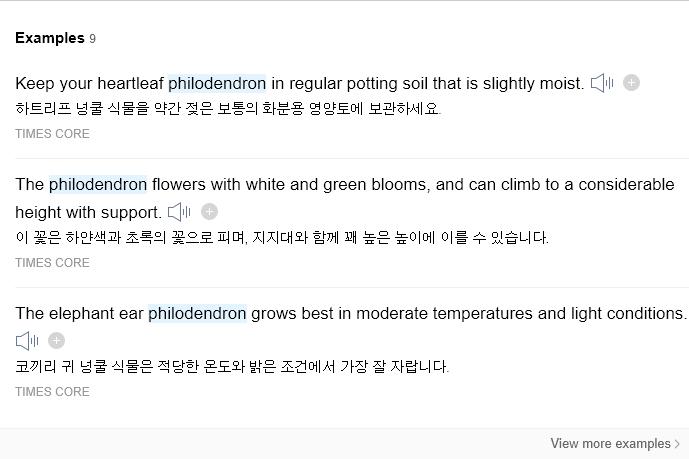 Examples 9
Keep your heartleaf philodendron in regular potting soil that is slightly moist.
하트리프 넝쿨 식물을 약간 젖은 보통의 화분용 영양토에 보관하세요.
TIMES CORE
The philodendron flowers with white and green blooms, and can climb to a considerable
height with support.
이 꽃은 하얀색과 초록의 꽃으로 피며, 지지대와 함께 꽤 높은 높이에 이를 수 있습니다.
TIMES CORE
The elephant ear philodendron grows best in moderate temperatures and light conditions.
코끼리 귀 넝쿨 식물은 적당한 온도와 밝은 조건에서 가장 잘 자랍니다.
TIMES CORE
View more examples